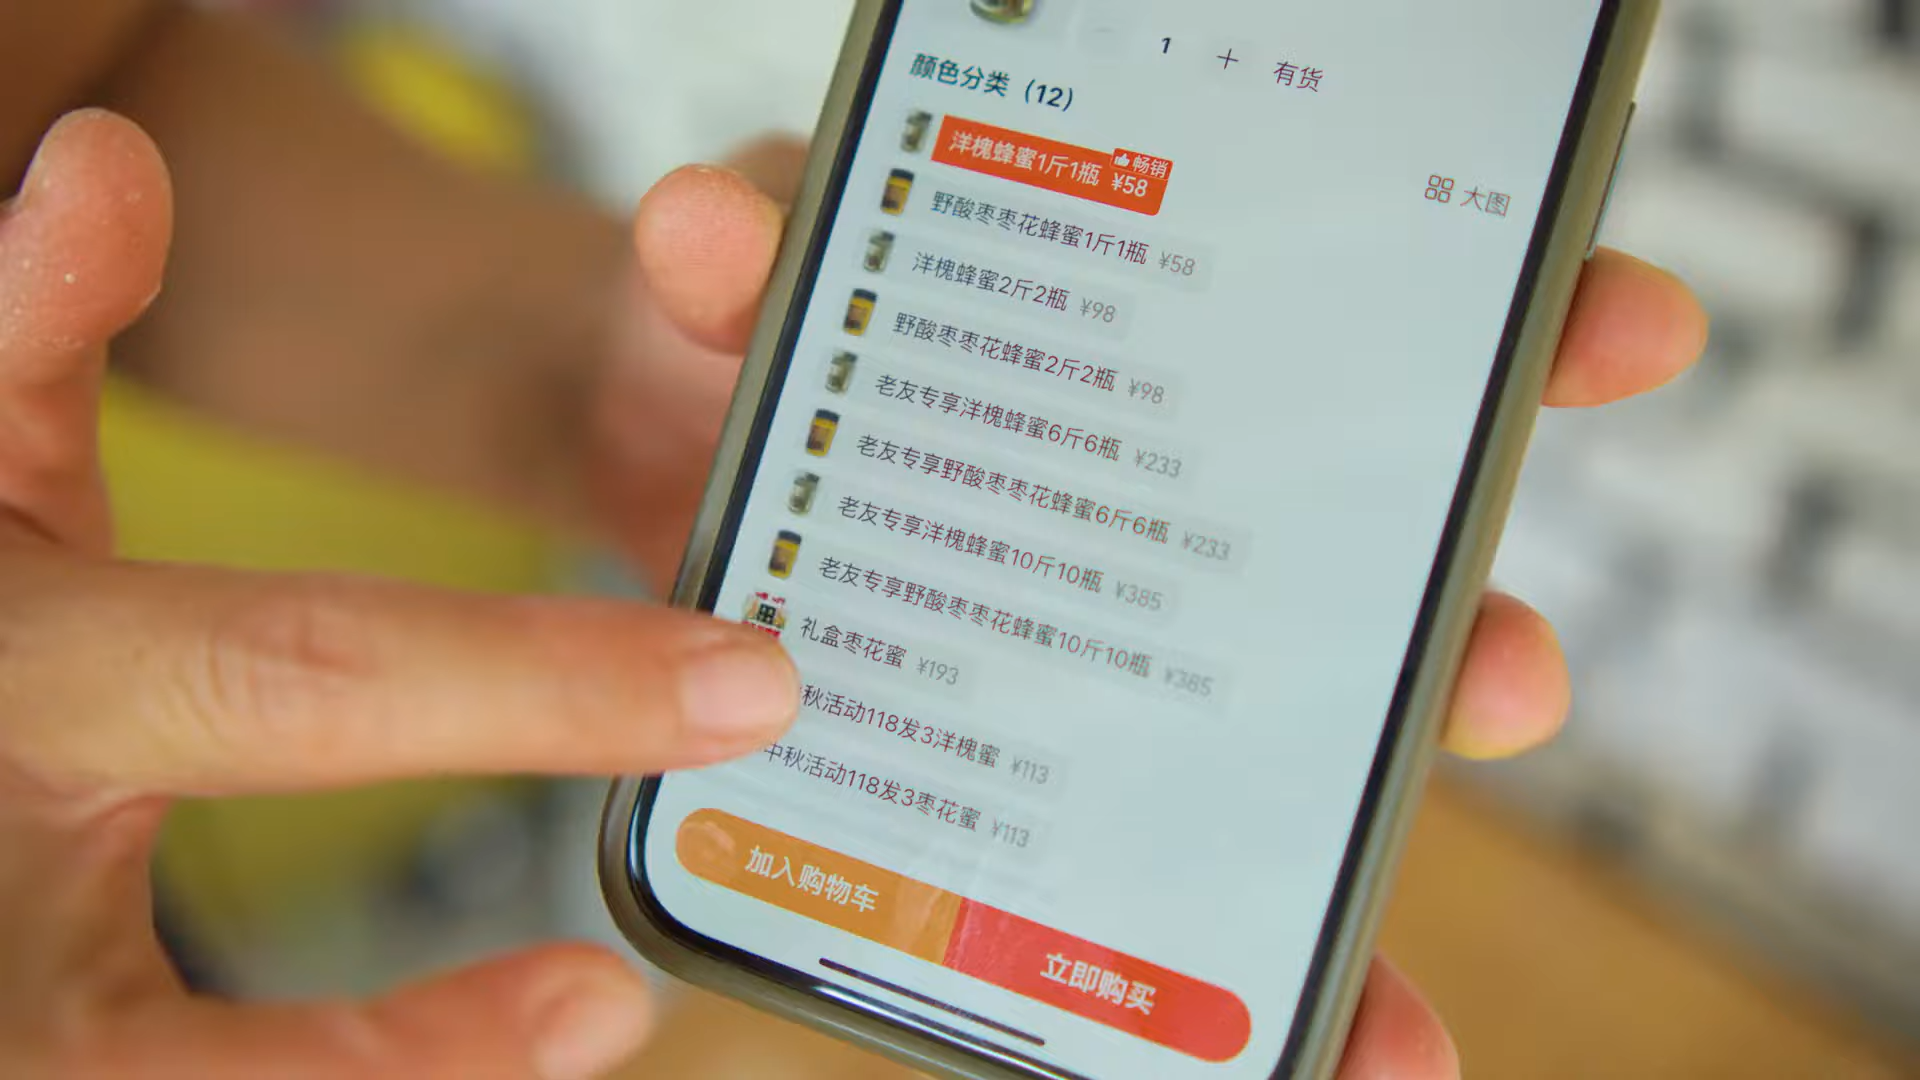 1 + 有货
颜色分类（12）
大图
洋槐蜂蜜1斤1瓶 ¥58 畅销
野酸枣枣花蜂蜜1斤1瓶 ¥58
洋槐蜂蜜2斤2瓶 ¥98
野酸枣枣花蜂蜜2斤2瓶 ¥98
老友专享洋槐蜂蜜6斤6瓶 ¥233
老友专享野酸枣枣花蜂蜜6斤6瓶 ¥233
老友专享洋槐蜂蜜10斤10瓶 ¥385
老友专享野酸枣枣花蜂蜜10斤10瓶 ¥385
礼盒枣花蜜 ¥193
秋活动118发3洋槐蜜 ¥113
中秋活动118发3枣花蜜 ¥113
加入购物车
立即购买